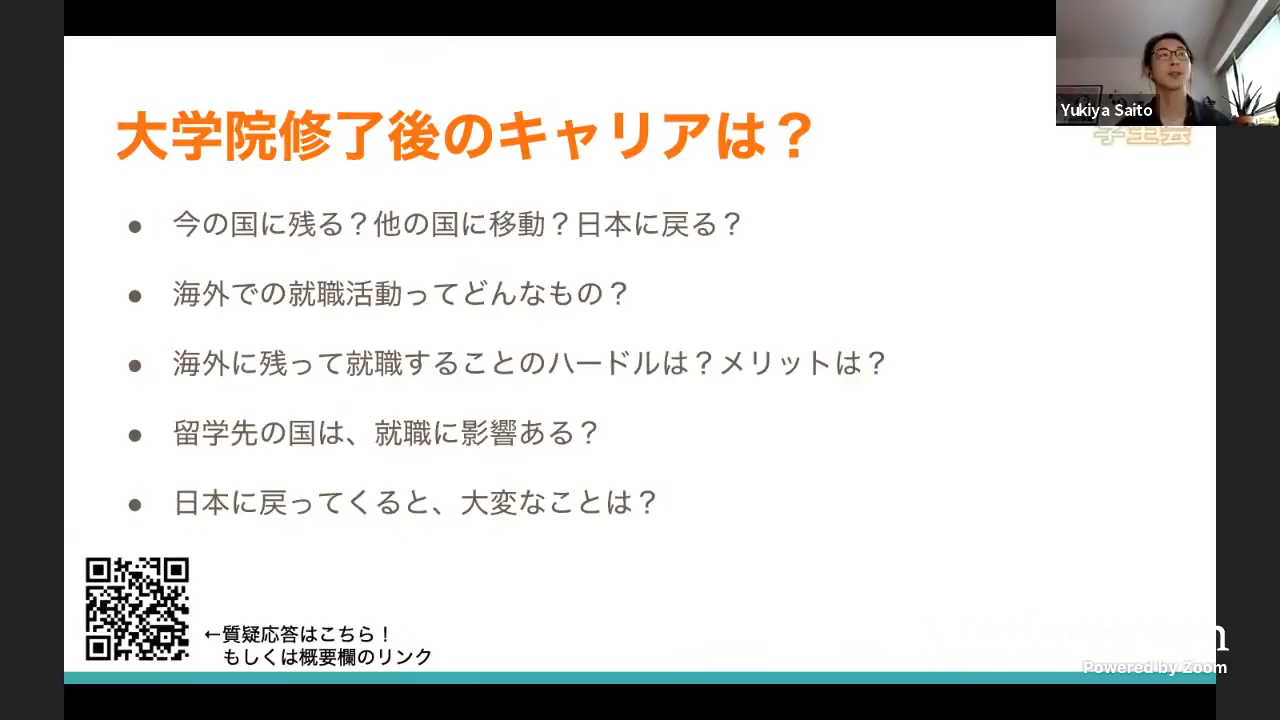 Yukiya Saito
学生会
大学院修了後のキャリアは？
● 今の国に残る？他の国に移動？日本に戻る？
● 海外での就職活動ってどんなもの？
● 海外に残って就職することのハードルは？メリットは？
● 留学先の国は、就職に影響ある？
● 日本に戻ってくると、大変なことは？
←質疑応答はこちら！
もしくは概要欄のリンク
Powered by Zoom